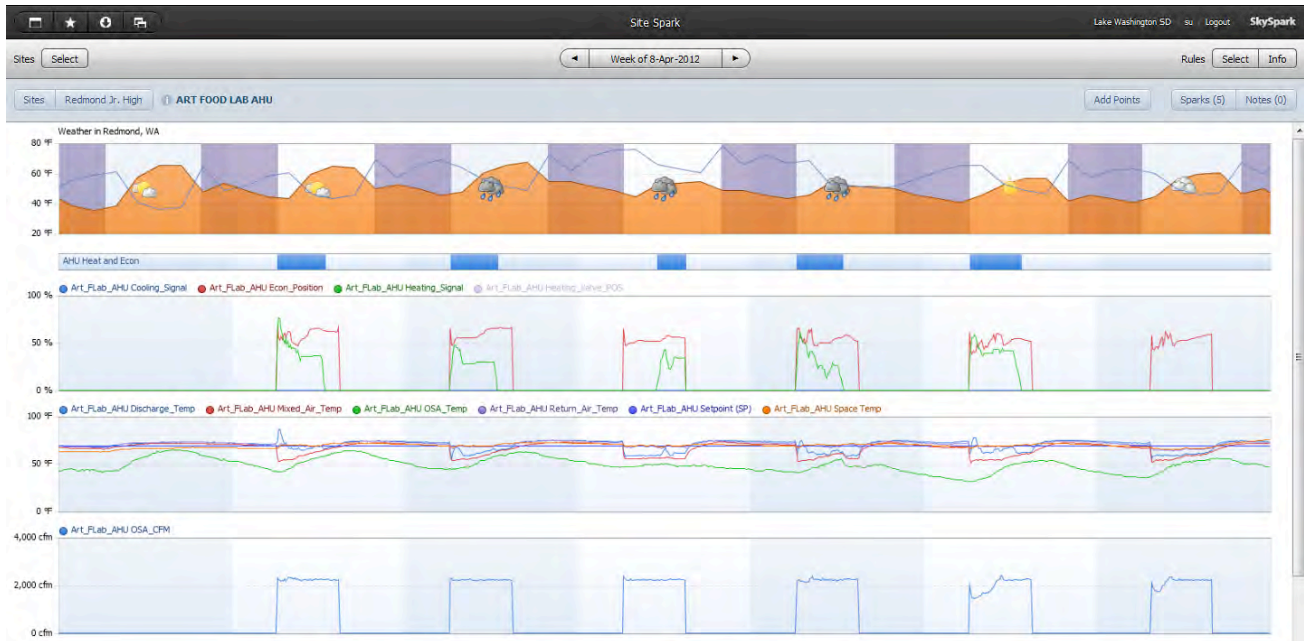 Site Spark
Lake Washington SD su Logout SkySpark
Sites Select Week of 8-Apr-2012 Rules Select Info
Sites Redmond Jr. High ART FOOD LAB AHU Add Points Sparks (5) Notes (0)
Weather in Redmond, WA
80 °F
60 °F
40 °F
20 °F
AHU Heat and Econ
Art_FLab_AHU Cooling_Signal Art_FLab_AHU Econ_Position Art_FLab_AHU Heating_Signal Art_FLab_AHU Heating_Valve_POS
100 %
50 %
0 %
Art_FLab_AHU Discharge_Temp Art_FLab_AHU Mixed_Air_Temp Art_FLab_AHU OSA_Temp Art_FLab_AHU Return_Air_Temp Art_FLab_AHU Setpoint (SP) Art_FLab_AHU Space Temp
100 °F
50 °F
0 °F
Art_FLab_AHU OSA_CFM
4,000 cfm
2,000 cfm
0 cfm